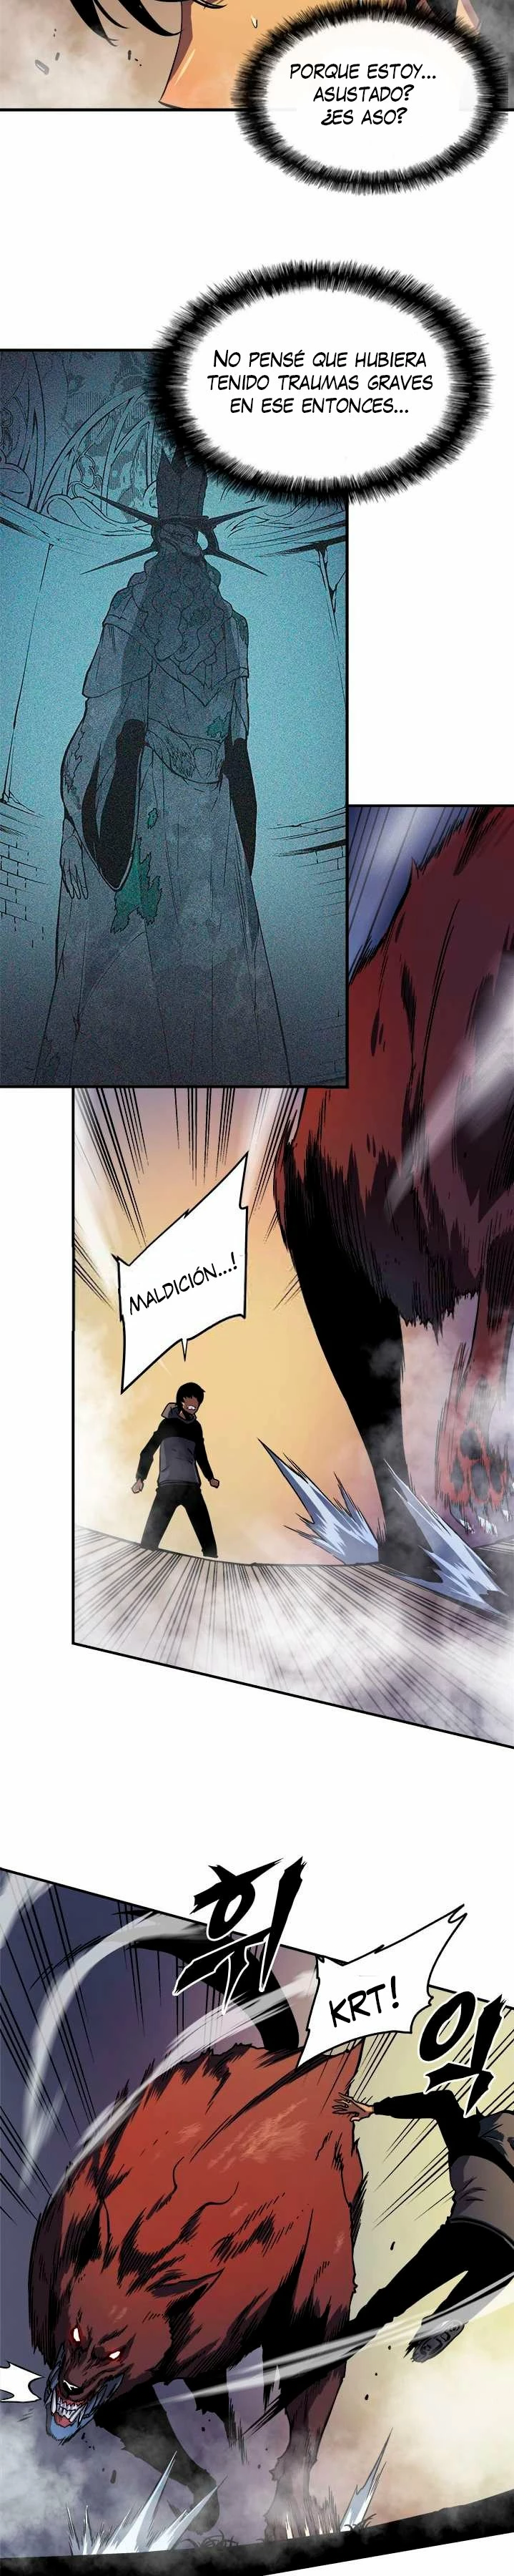 PORQUE ESTOY...
ASUSTADO?
¿ES ASO?
NO PENSÉ QUE HUBIERA
TENIDO TRAUMAS GRAVES
EN ESE ENTONCES...
MALDICIÓN...!
휘
KRT!
익